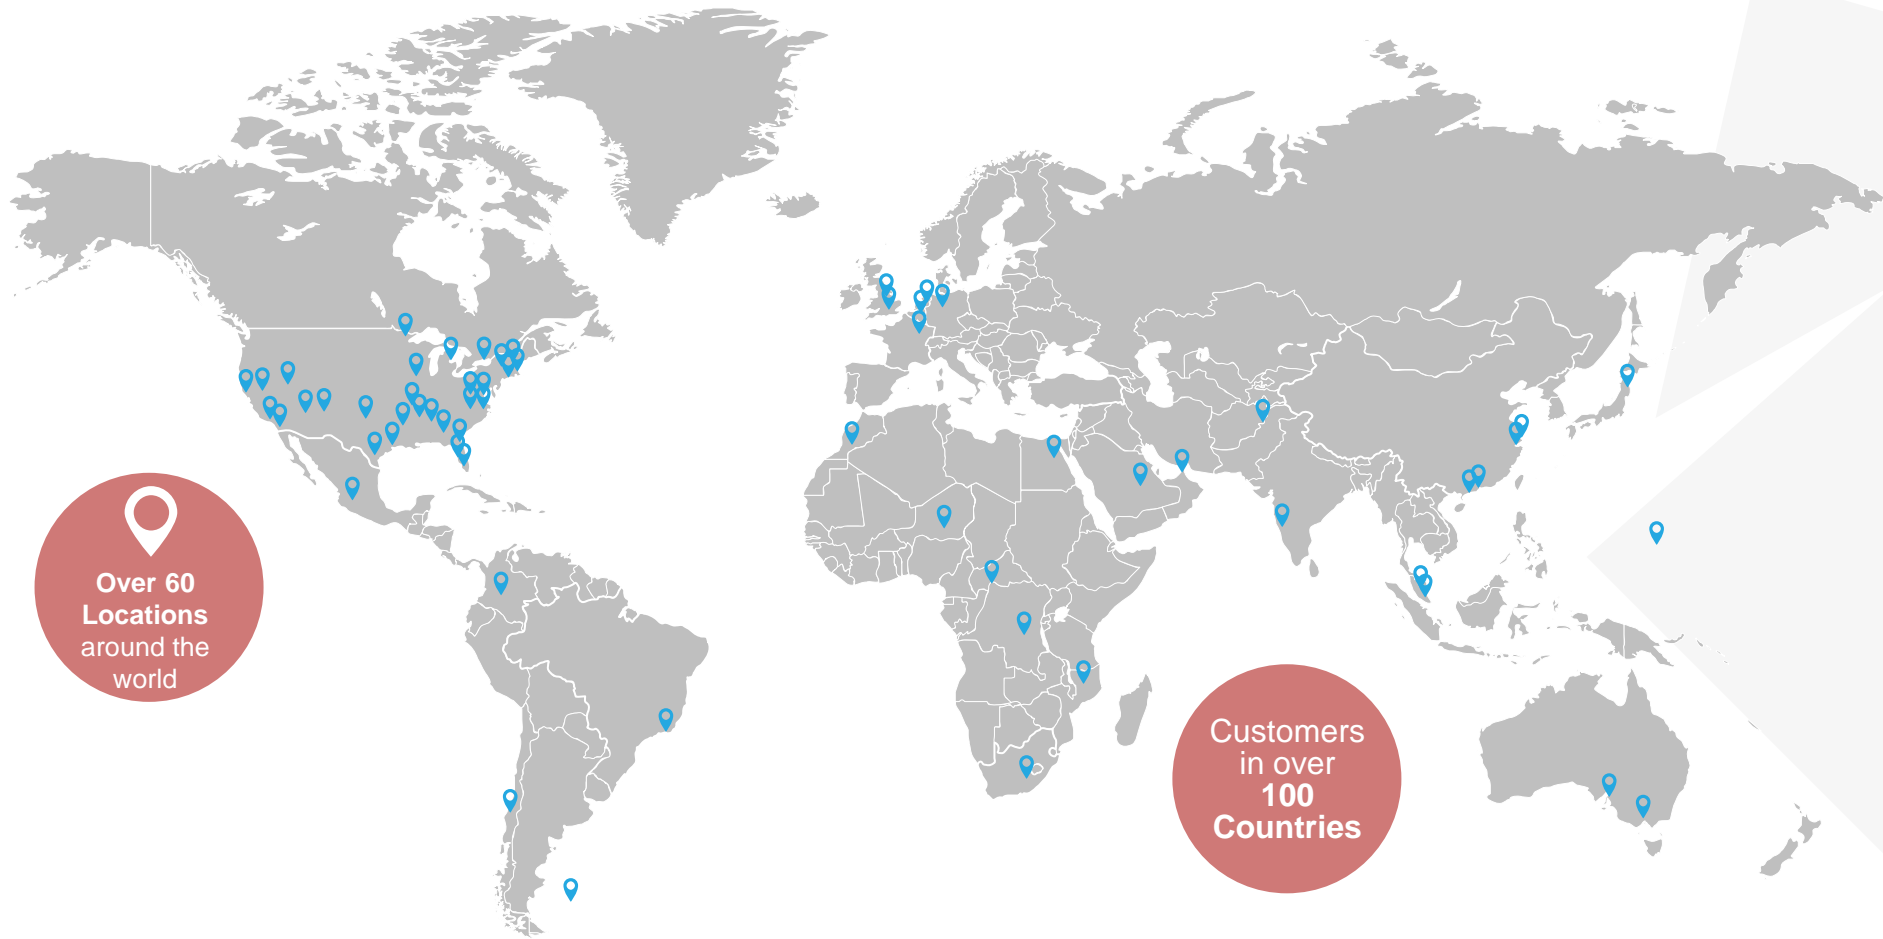 Over 60
Locations
around the
world
Customers
in over
100
Countries